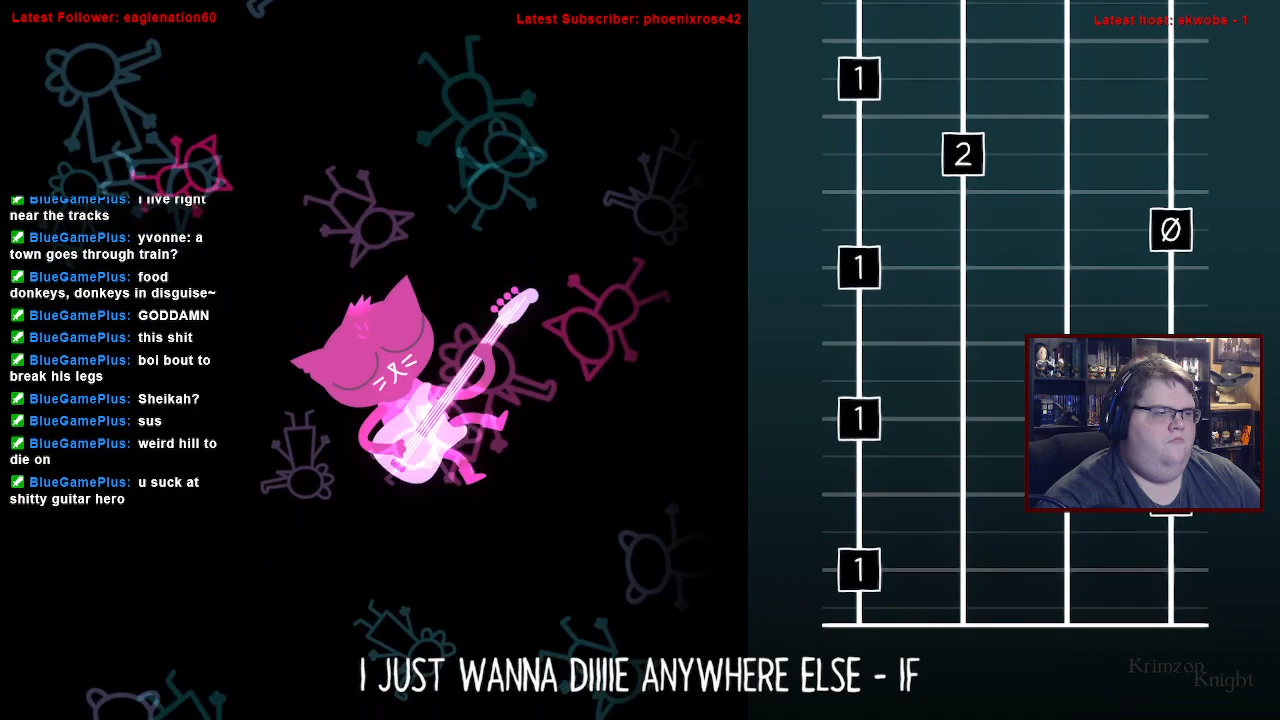 Latest Follower: eaglenation60
Latest Subscriber: phoenixrose42
Latest host: skwobs - 1
BlueGamePlus: I live right
near the tracks
BlueGamePlus: yvonne: a
town goes through train?
BlueGamePlus: food
donkeys, donkeys in disguise~
BlueGamePlus: GODDAMN
BlueGamePlus: this shit
BlueGamePlus: boi bout to
break his legs
BlueGamePlus: Sheikah?
BlueGamePlus: sus
BlueGamePlus: weird hill to
die on
BlueGamePlus: u suck at
shitty guitar hero
1
2
0
1
1
1
I JUST WANNA DIIIIE ANYWHERE ELSE - IF
Krimzon
Knight